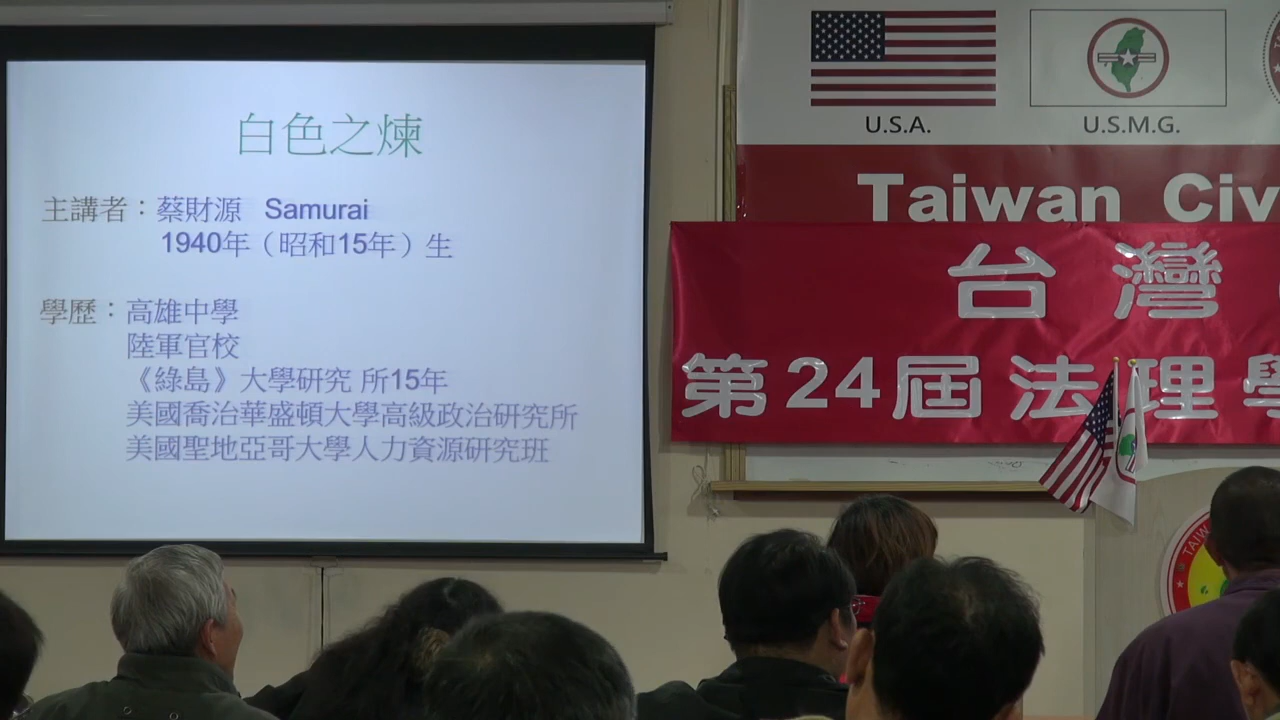 白色之煉
主講者：蔡財源 Samurai
1940年（昭和15年）生
學歷：高雄中學
陸軍官校
《綠島》大學研究 所15年
美國喬治華盛頓大學高級政治研究所
美國聖地亞哥大學人力資源研究班
U.S.A.
U.S.M.G.
Taiwan Civ
台灣
第24屆法理學
TAIW